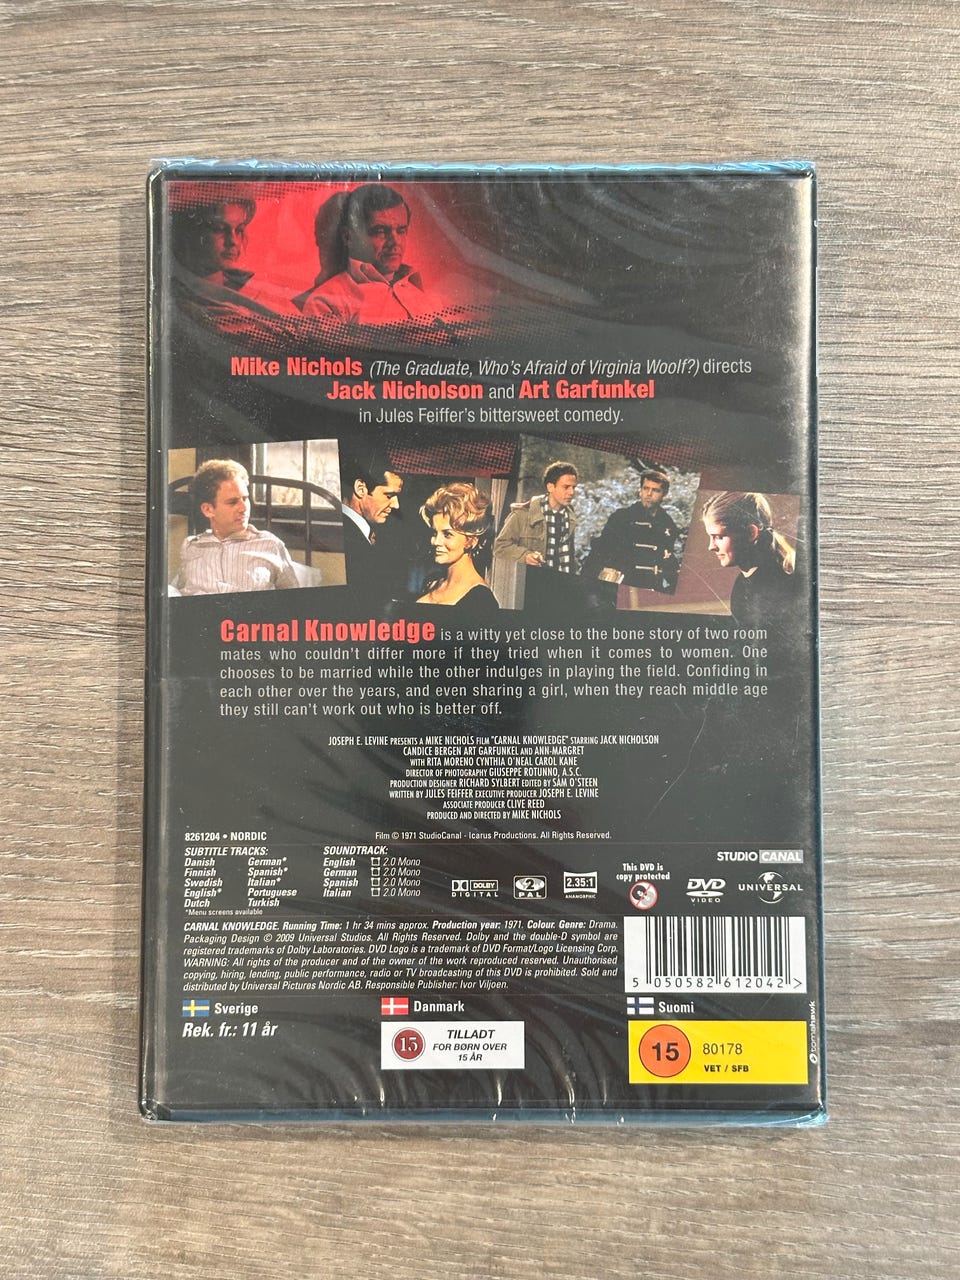 Mike Nichols (The Graduate, Who's Afraid of Virginia Woolf?) directs
Jack Nicholson and Art Garfunkel
in Jules Feiffer's bittersweet comedy.
Carnal Knowledge is a witty yet close to the bone story of two room
mates who couldn't differ more if they tried when it comes to women. One
chooses to be married while the other indulges in playing the field. Confiding in
each other over the years, and even sharing a girl, when they reach middle age
they still can't work out who is better off.
JOSEPH E. LEVINE PRESENTS A MIKE NICHOLS FILM "CARNAL KNOWLEDGE" STARRING JACK NICHOLSON
CANDICE BERGEN ART GARFUNKEL AND ANN-MARGRET
WITH RITA MORENO CYNTHIA O'NEAL CAROL KANE
DIRECTOR OF PHOTOGRAPHY GIUSEPPE ROTUNNO, A.S.C.
PRODUCTION DESIGNER RICHARD SYLBERT EDITED BY SAM O'STEEN
WRITTEN BY JULES FEIFFER EXECUTIVE PRODUCER JOSEPH E. LEVINE
ASSOCIATE PRODUCER CLIVE REED
PRODUCED AND DIRECTED BY MIKE NICHOLS
8261204 • NORDIC
Film © 1971 StudioCanal - Icarus Productions. All Rights Reserved.
SUBTITLE TRACKS:
Danish German*
Finnish Spanish*
Swedish Italian*
English* Portuguese
Dutch Turkish
*Menu screens available
SOUNDTRACK:
English 2.0 Mono
German 2.0 Mono
Spanish 2.0 Mono
Italian 2.0 Mono
DOLBY
DIGITAL
2
PAL
2.35:1
ANAMORPHIC
This DVD is
copy protected
STUDIO CANAL
DVD
VIDEO
UNIVERSAL
CARNAL KNOWLEDGE. Running Time: 1 hr 34 mins approx. Production year: 1971. Colour. Genre: Drama.
Packaging Design © 2009 Universal Studios. All Rights Reserved. Dolby and the double-D symbol are
registered trademarks of Dolby Laboratories. DVD Logo is a trademark of DVD Format/Logo Licensing Corp.
WARNING: All rights of the producer and of the owner of the work reproduced reserved. Unauthorised
copying, hiring, lending, public performance, radio or TV broadcasting of this DVD is prohibited. Sold and
distributed by Universal Pictures Nordic AB. Responsible Publisher: Ivor Viljoen.
5 050582 612042 >
Sverige
Rek. fr.: 11 år
Danmark
15
TILLADT
FOR BØRN OVER
15 ÅR
Suomi
15
80178
VET / SFB
tomahawk